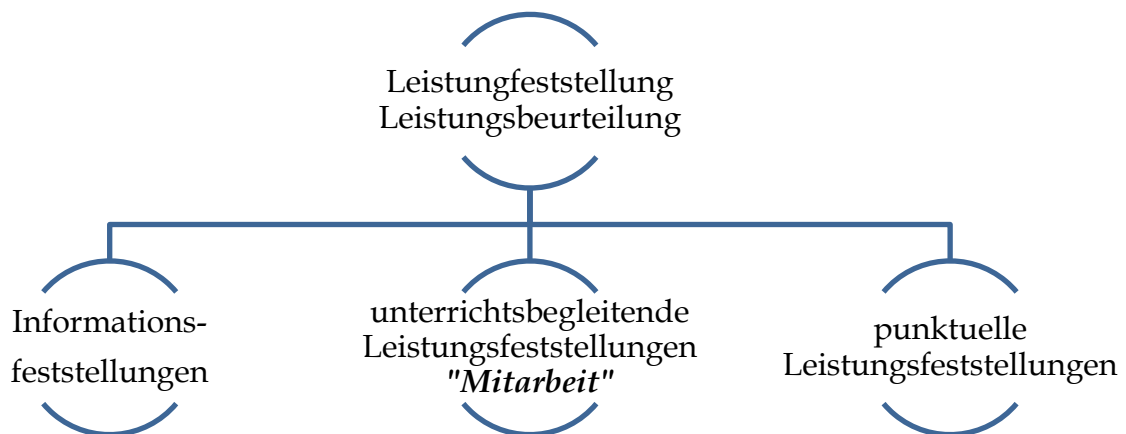 Leistungfeststellung
Leistungsbeurteilung
Informations-
feststellungen
unterrichtsbegleitende
Leistungsfeststellungen
"Mitarbeit"
punktuelle
Leistungsfeststellungen